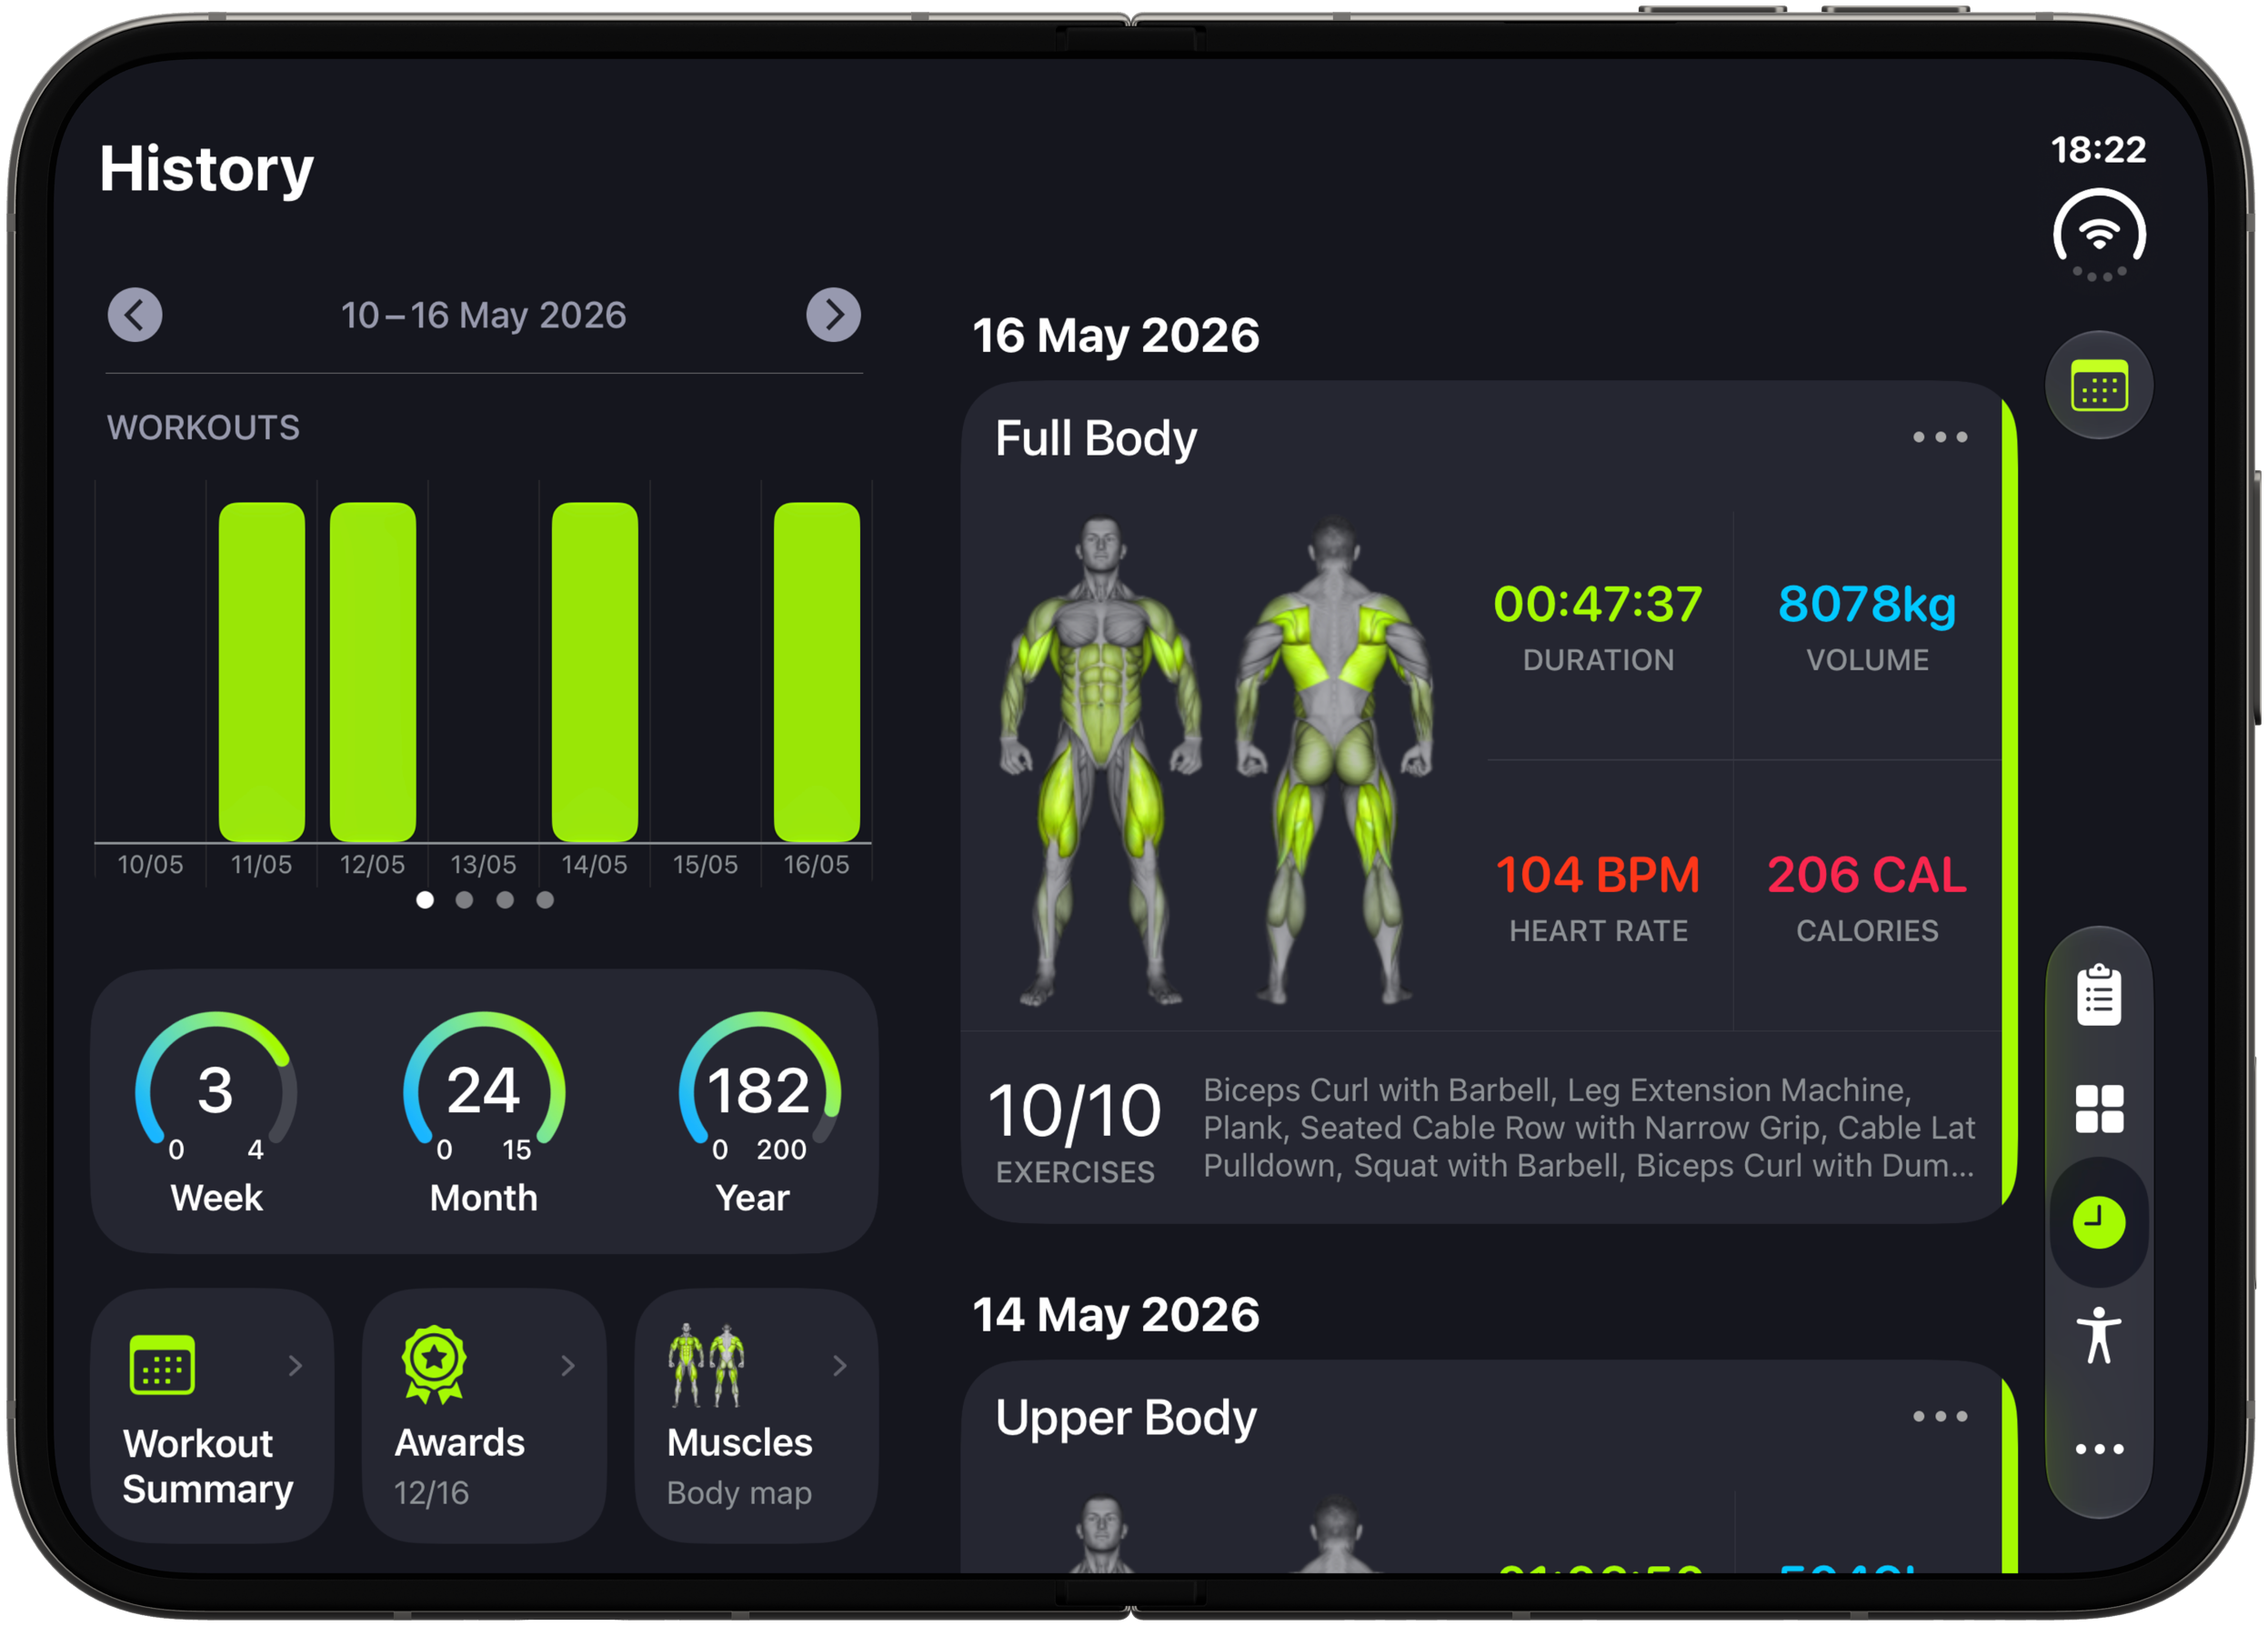 History
18:22
10–16 May 2026
WORKOUTS
10/05 11/05 12/05 13/05 14/05 15/05 16/05
3
0 4
Week
24
0 15
Month
182
0 200
Year
Workout
Summary
Awards
12/16
Muscles
Body map
16 May 2026
Full Body
00:47:37
DURATION
8078kg
VOLUME
104 BPM
HEART RATE
206 CAL
CALORIES
10/10
EXERCISES
Biceps Curl with Barbell, Leg Extension Machine,
Plank, Seated Cable Row with Narrow Grip, Cable Lat
Pulldown, Squat with Barbell, Biceps Curl with Dum...
14 May 2026
Upper Body